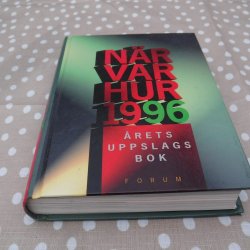 NÄR
VAR
HUR
1996
ÅRETS
UPPSLAGS
BOK
FORUM